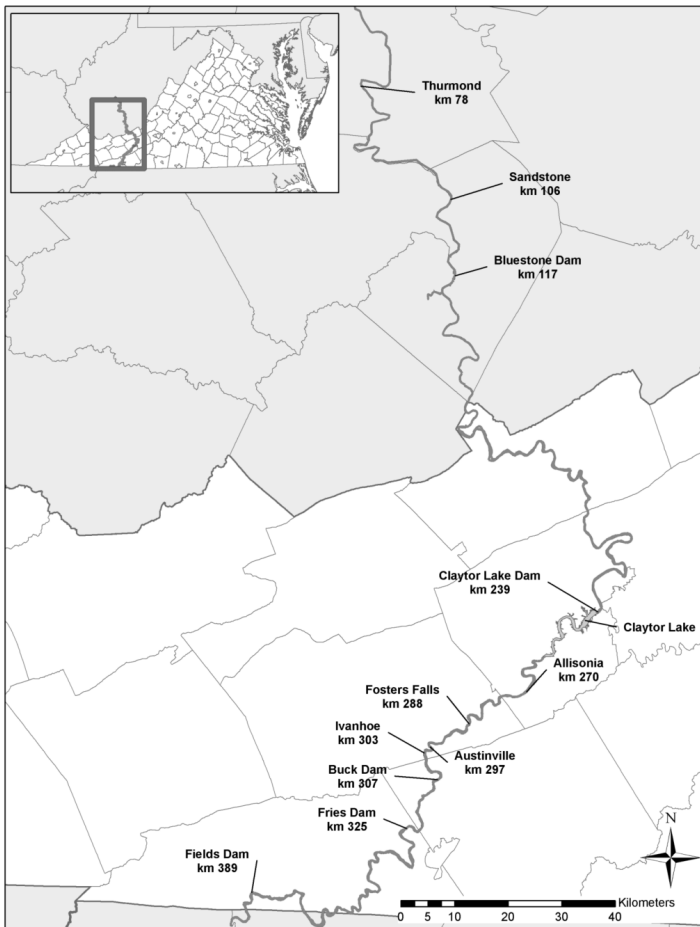 Thurmond
km 78
Sandstone
km 106
Bluestone Dam
km 117
Claytor Lake Dam
km 239
Claytor Lake
Allisonia
km 270
Fosters Falls
km 288
Ivanhoe
km 303
Austinville
km 297
Buck Dam
km 307
Fries Dam
km 325
Fields Dam
km 389
N
Kilometers
0 5 10 20 30 40